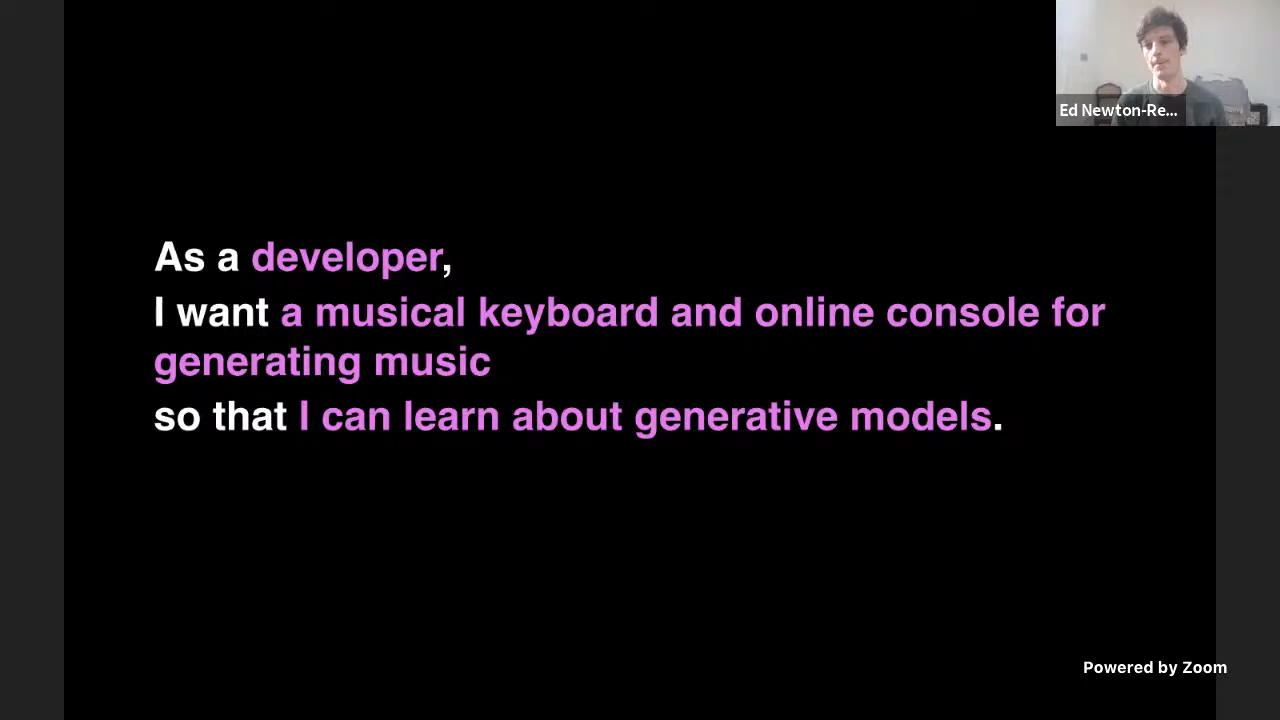 Ed Newton-Re...
As a developer,
I want a musical keyboard and online console for
generating music
so that I can learn about generative models.
Powered by Zoom